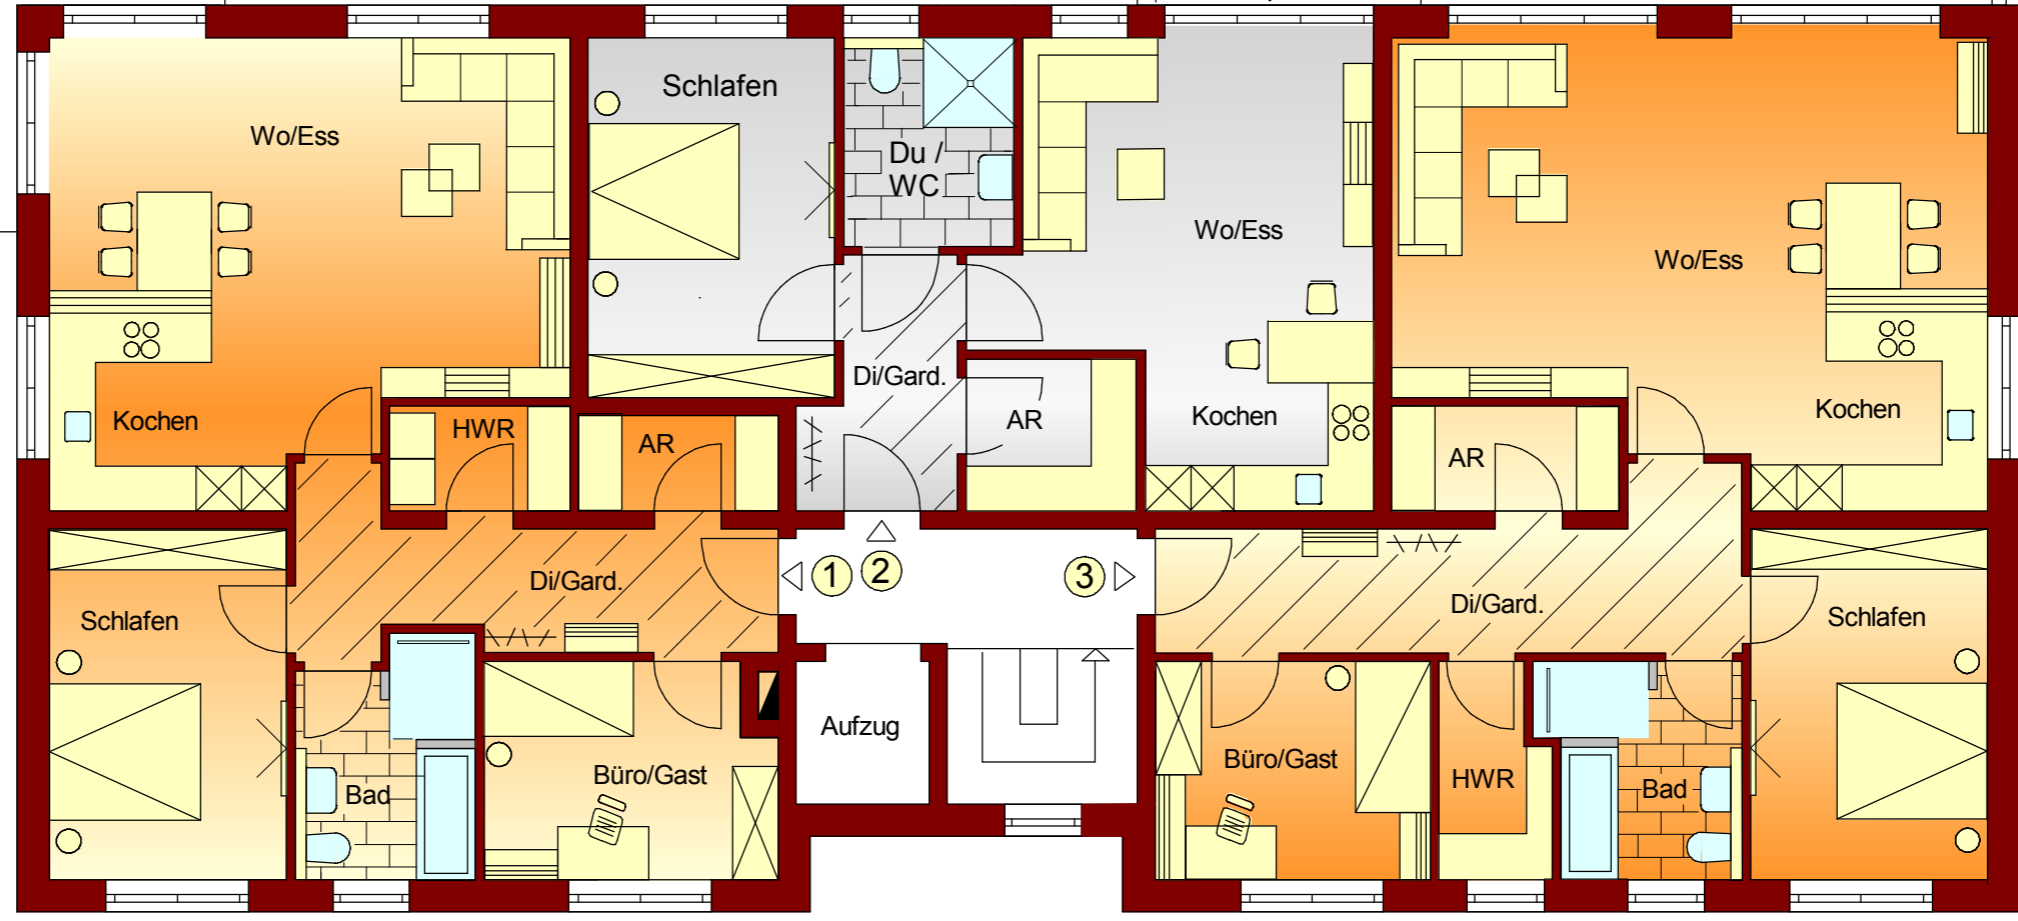 Schlafen
Wo/Ess
Du /
WC
Wo/Ess
Wo/Ess
Di/Gard.
Kochen
HWR
AR
AR
Kochen
AR
Kochen
Schlafen
Di/Gard.
1
2
3
Di/Gard.
Schlafen
Aufzug
Bad
Büro/Gast
Büro/Gast
HWR
Bad